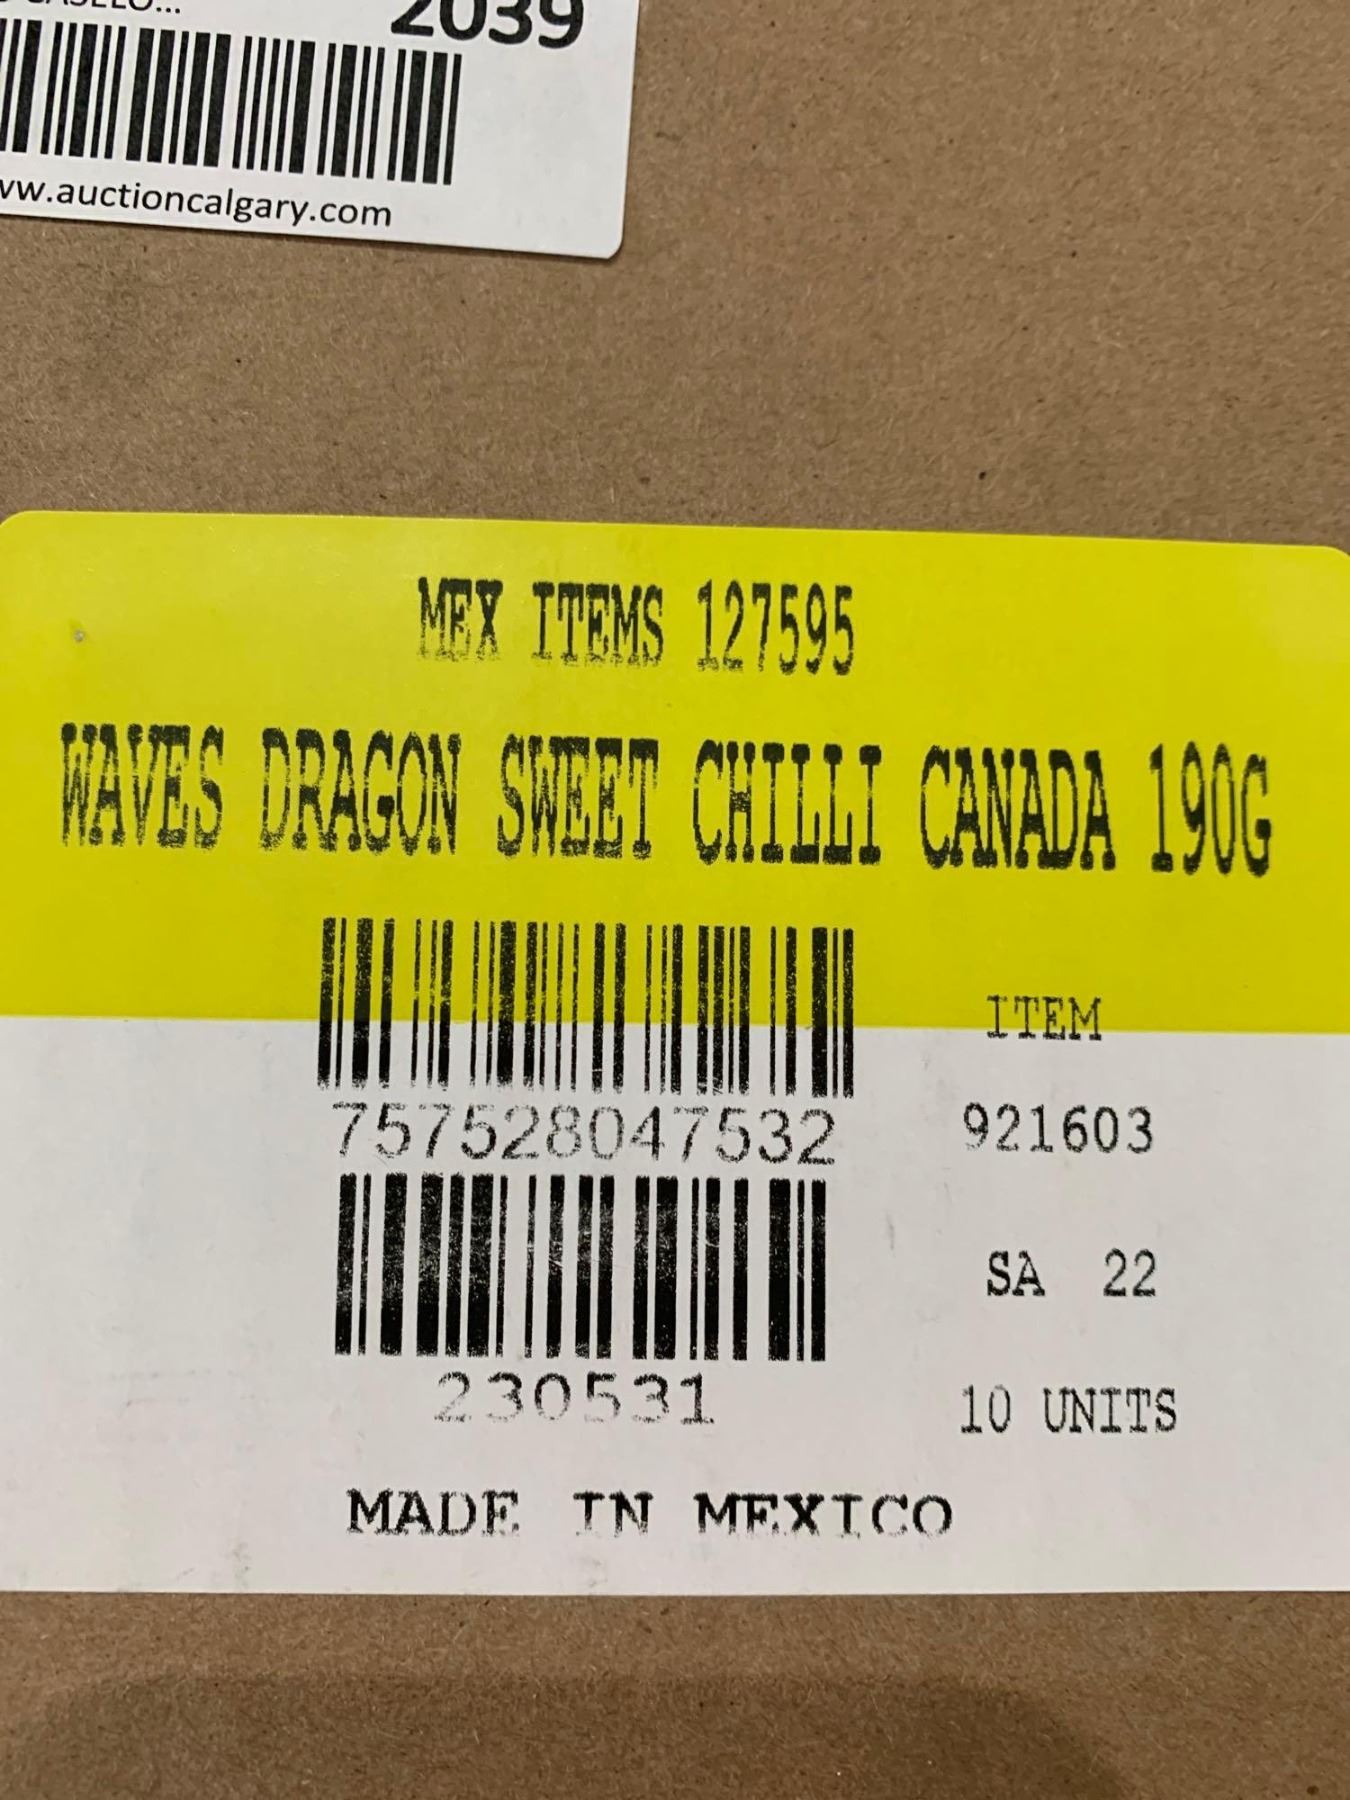 2039
www.auctioncalgary.com
MEX ITEMS 127595
WAVES DRAGON SWEET CHILLI CANADA 190G
ITEM
757528047532
921603
SA 22
230531
10 UNITS
MADE IN MEXICO